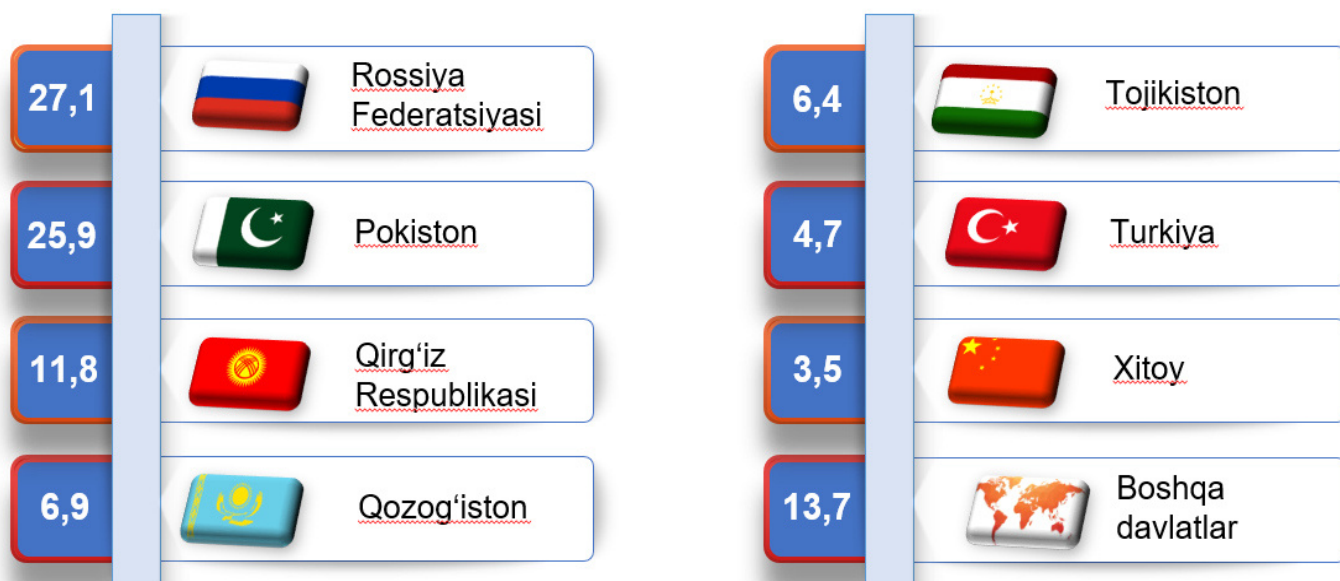 27,1
Rossiya
Federatsiyasi
25,9
Pokiston
11,8
Qirg‘iz
Respublikasi
6,9
Qozog‘iston
6,4
Tojikiston
4,7
Turkiya
3,5
Xitoy
13,7
Boshqa
davlatlar